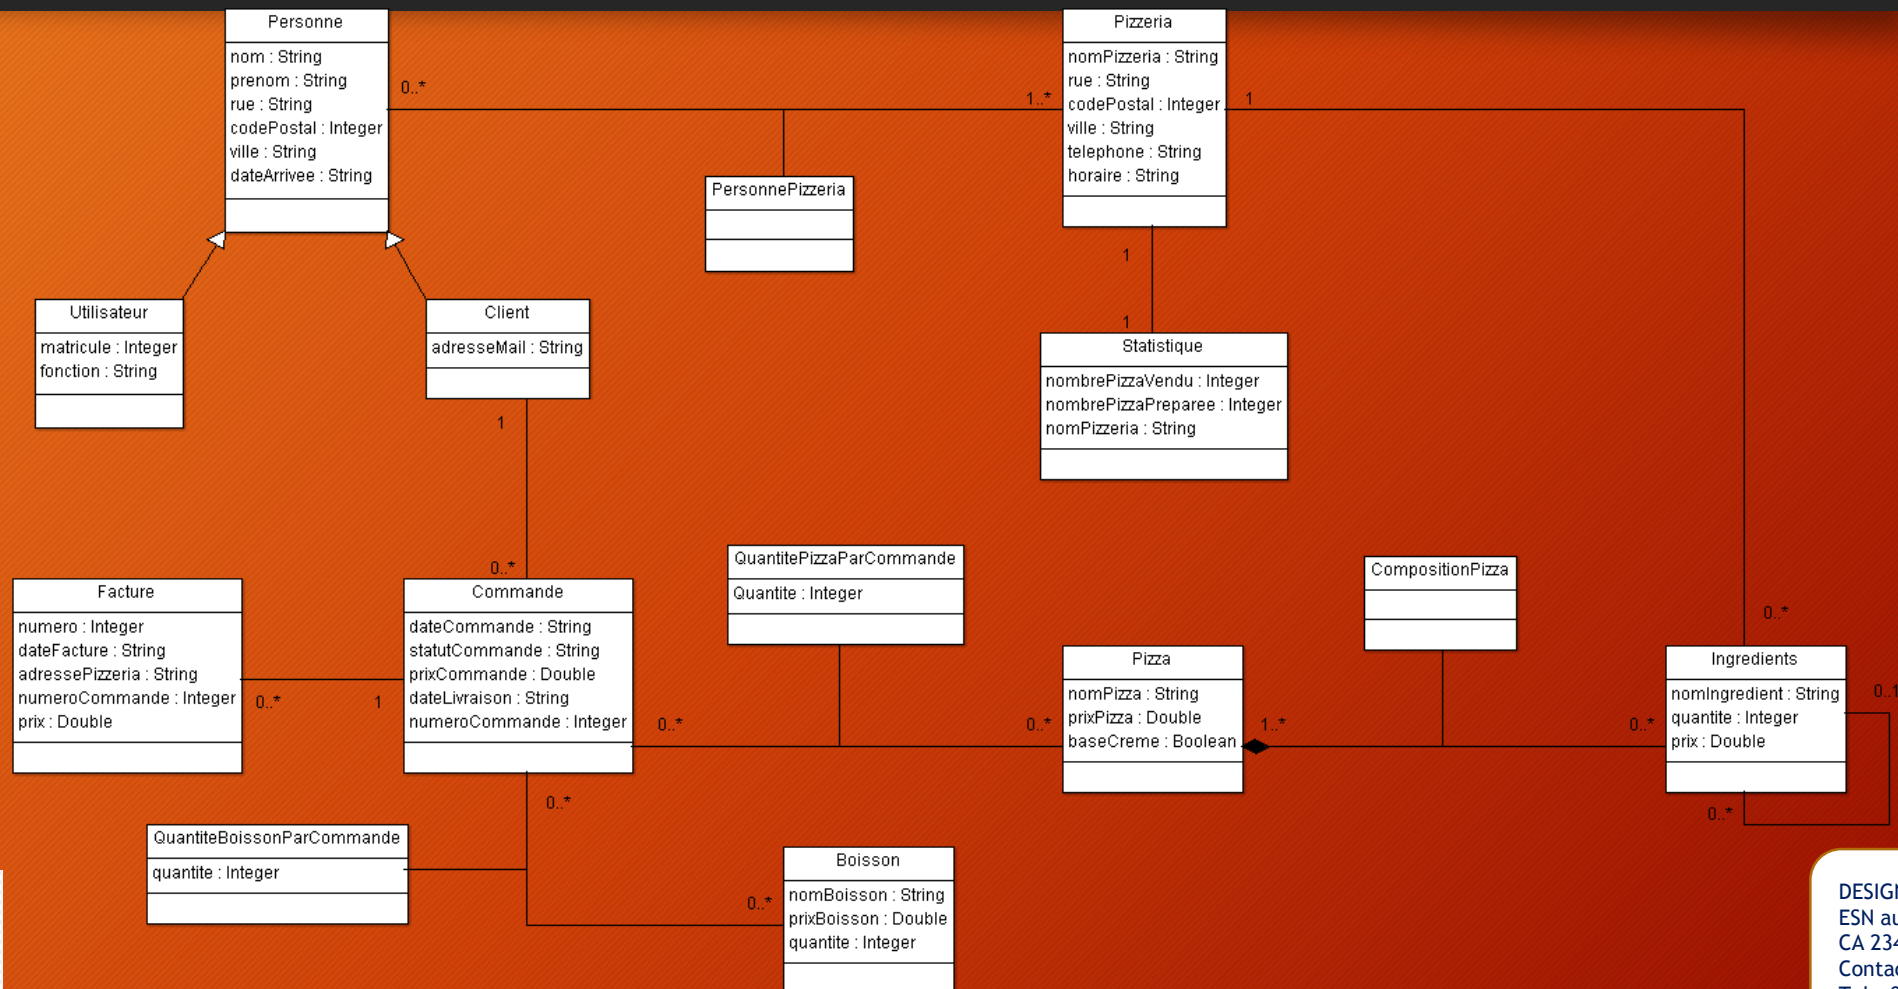 Personne
nom : String
prenom : String
rue : String
codePostal : Integer
ville : String
dateArrivee : String
0..*
1..*
Pizzeria
nomPizzeria : String
rue : String
codePostal : Integer
ville : String
telephone : String
horaire : String
1
PersonnePizzeria
Utilisateur
matricule : Integer
fonction : String
Client
adresseMail : String
1
1
1
Statistique
nombrePizzaVendu : Integer
nombrePizzaPreparee : Integer
nomPizzeria : String
0..*
Facture
numero : Integer
dateFacture : String
adressePizzeria : String
numeroCommande : Integer
prix : Double
0..*
1
Commande
dateCommande : String
statutCommande : String
prixCommande : Double
dateLivraison : String
numeroCommande : Integer
0..*
0..*
QuantitePizzaParCommande
Quantite : Integer
Pizza
nomPizza : String
prixPizza : Double
baseCreme : Boolean
1..*
0..*
CompositionPizza
0..*
Ingredients
nomIngredient : String
quantite : Integer
prix : Double
0..1
0..*
0..*
QuantiteBoissonParCommande
quantite : Integer
0..*
Boisson
nomBoisson : String
prixBoisson : Double
quantite : Integer
ESN
CA